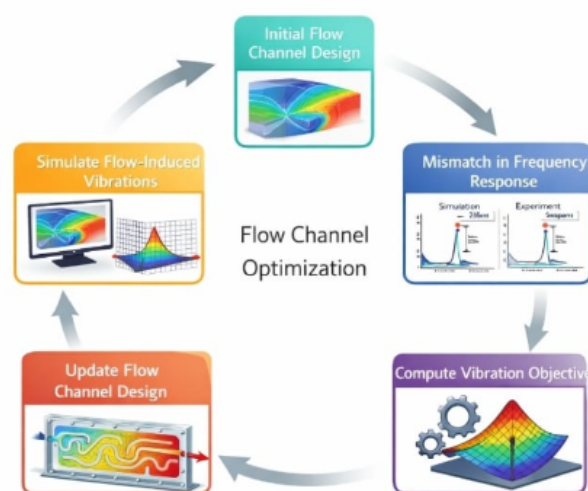 Initial Flow
Channel Design
Simulate Flow-Induced
Vibrations
Mismatch in Frequency
Response
Simulation
Experiment
Flow Channel
Optimization
Update Flow
Channel Design
Compute Vibration Objective